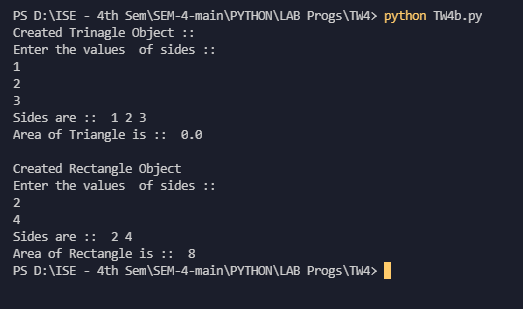 PS D:\ISE - 4th Sem\SEM-4-main\PYTHON\LAB Progs\TW4> python TW4b.py
Created Trinagle Object ::
Enter the values  of sides ::
1
2
3
Sides are ::  1 2 3
Area of Triangle is ::  0.0

Created Rectangle Object
Enter the values  of sides ::
2
4
Sides are ::  2 4
Area of Rectangle is ::  8
PS D:\ISE - 4th Sem\SEM-4-main\PYTHON\LAB Progs\TW4>